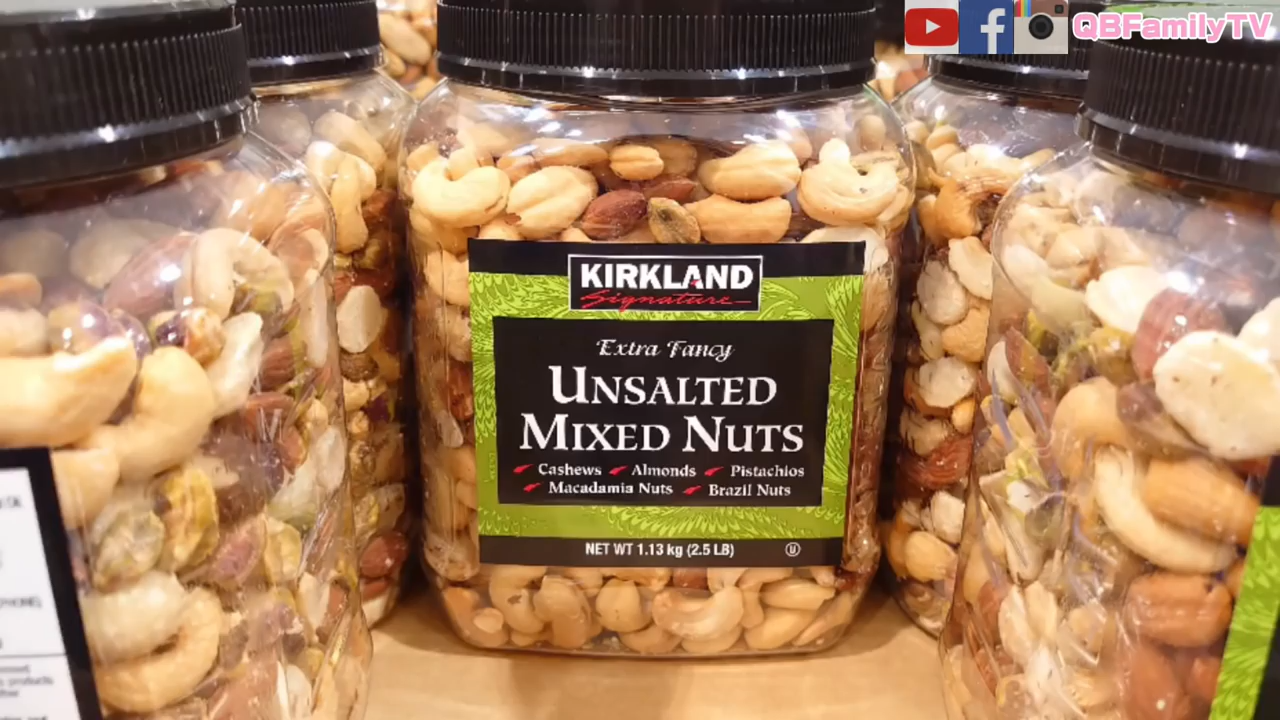 QBFamilyTV
KIRKLAND
Signature
Extra Fancy
UNSALTED
MIXED NUTS
Cashews Almonds Pistachios
Macadamia Nuts Brazil Nuts
NET WT 1.13 kg (2.5 LB) U
products